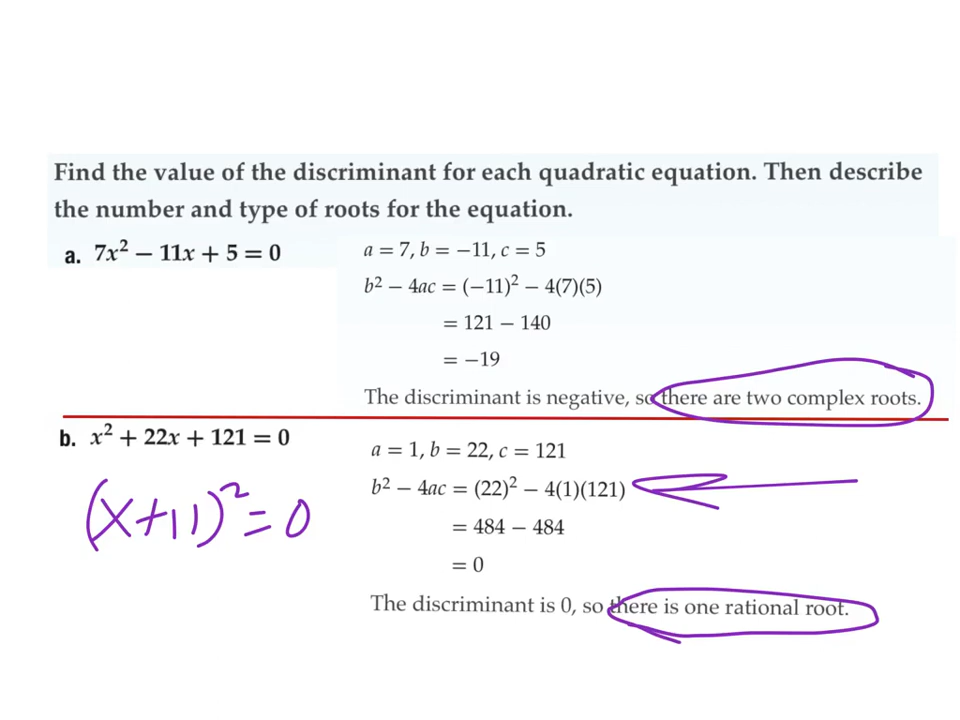 Find the value of the discriminant for each quadratic equation. Then describe
the number and type of roots for the equation.
a. 7x² − 11x + 5 = 0
a = 7, b = −11, c = 5
b² − 4ac = (−11)² − 4(7)(5)
= 121 − 140
= −19
The discriminant is negative, so there are two complex roots.
b. x² + 22x + 121 = 0
a = 1, b = 22, c = 121
b² − 4ac = (22)² − 4(1)(121)
(x+11)² = 0
= 484 − 484
= 0
The discriminant is 0, so there is one rational root.